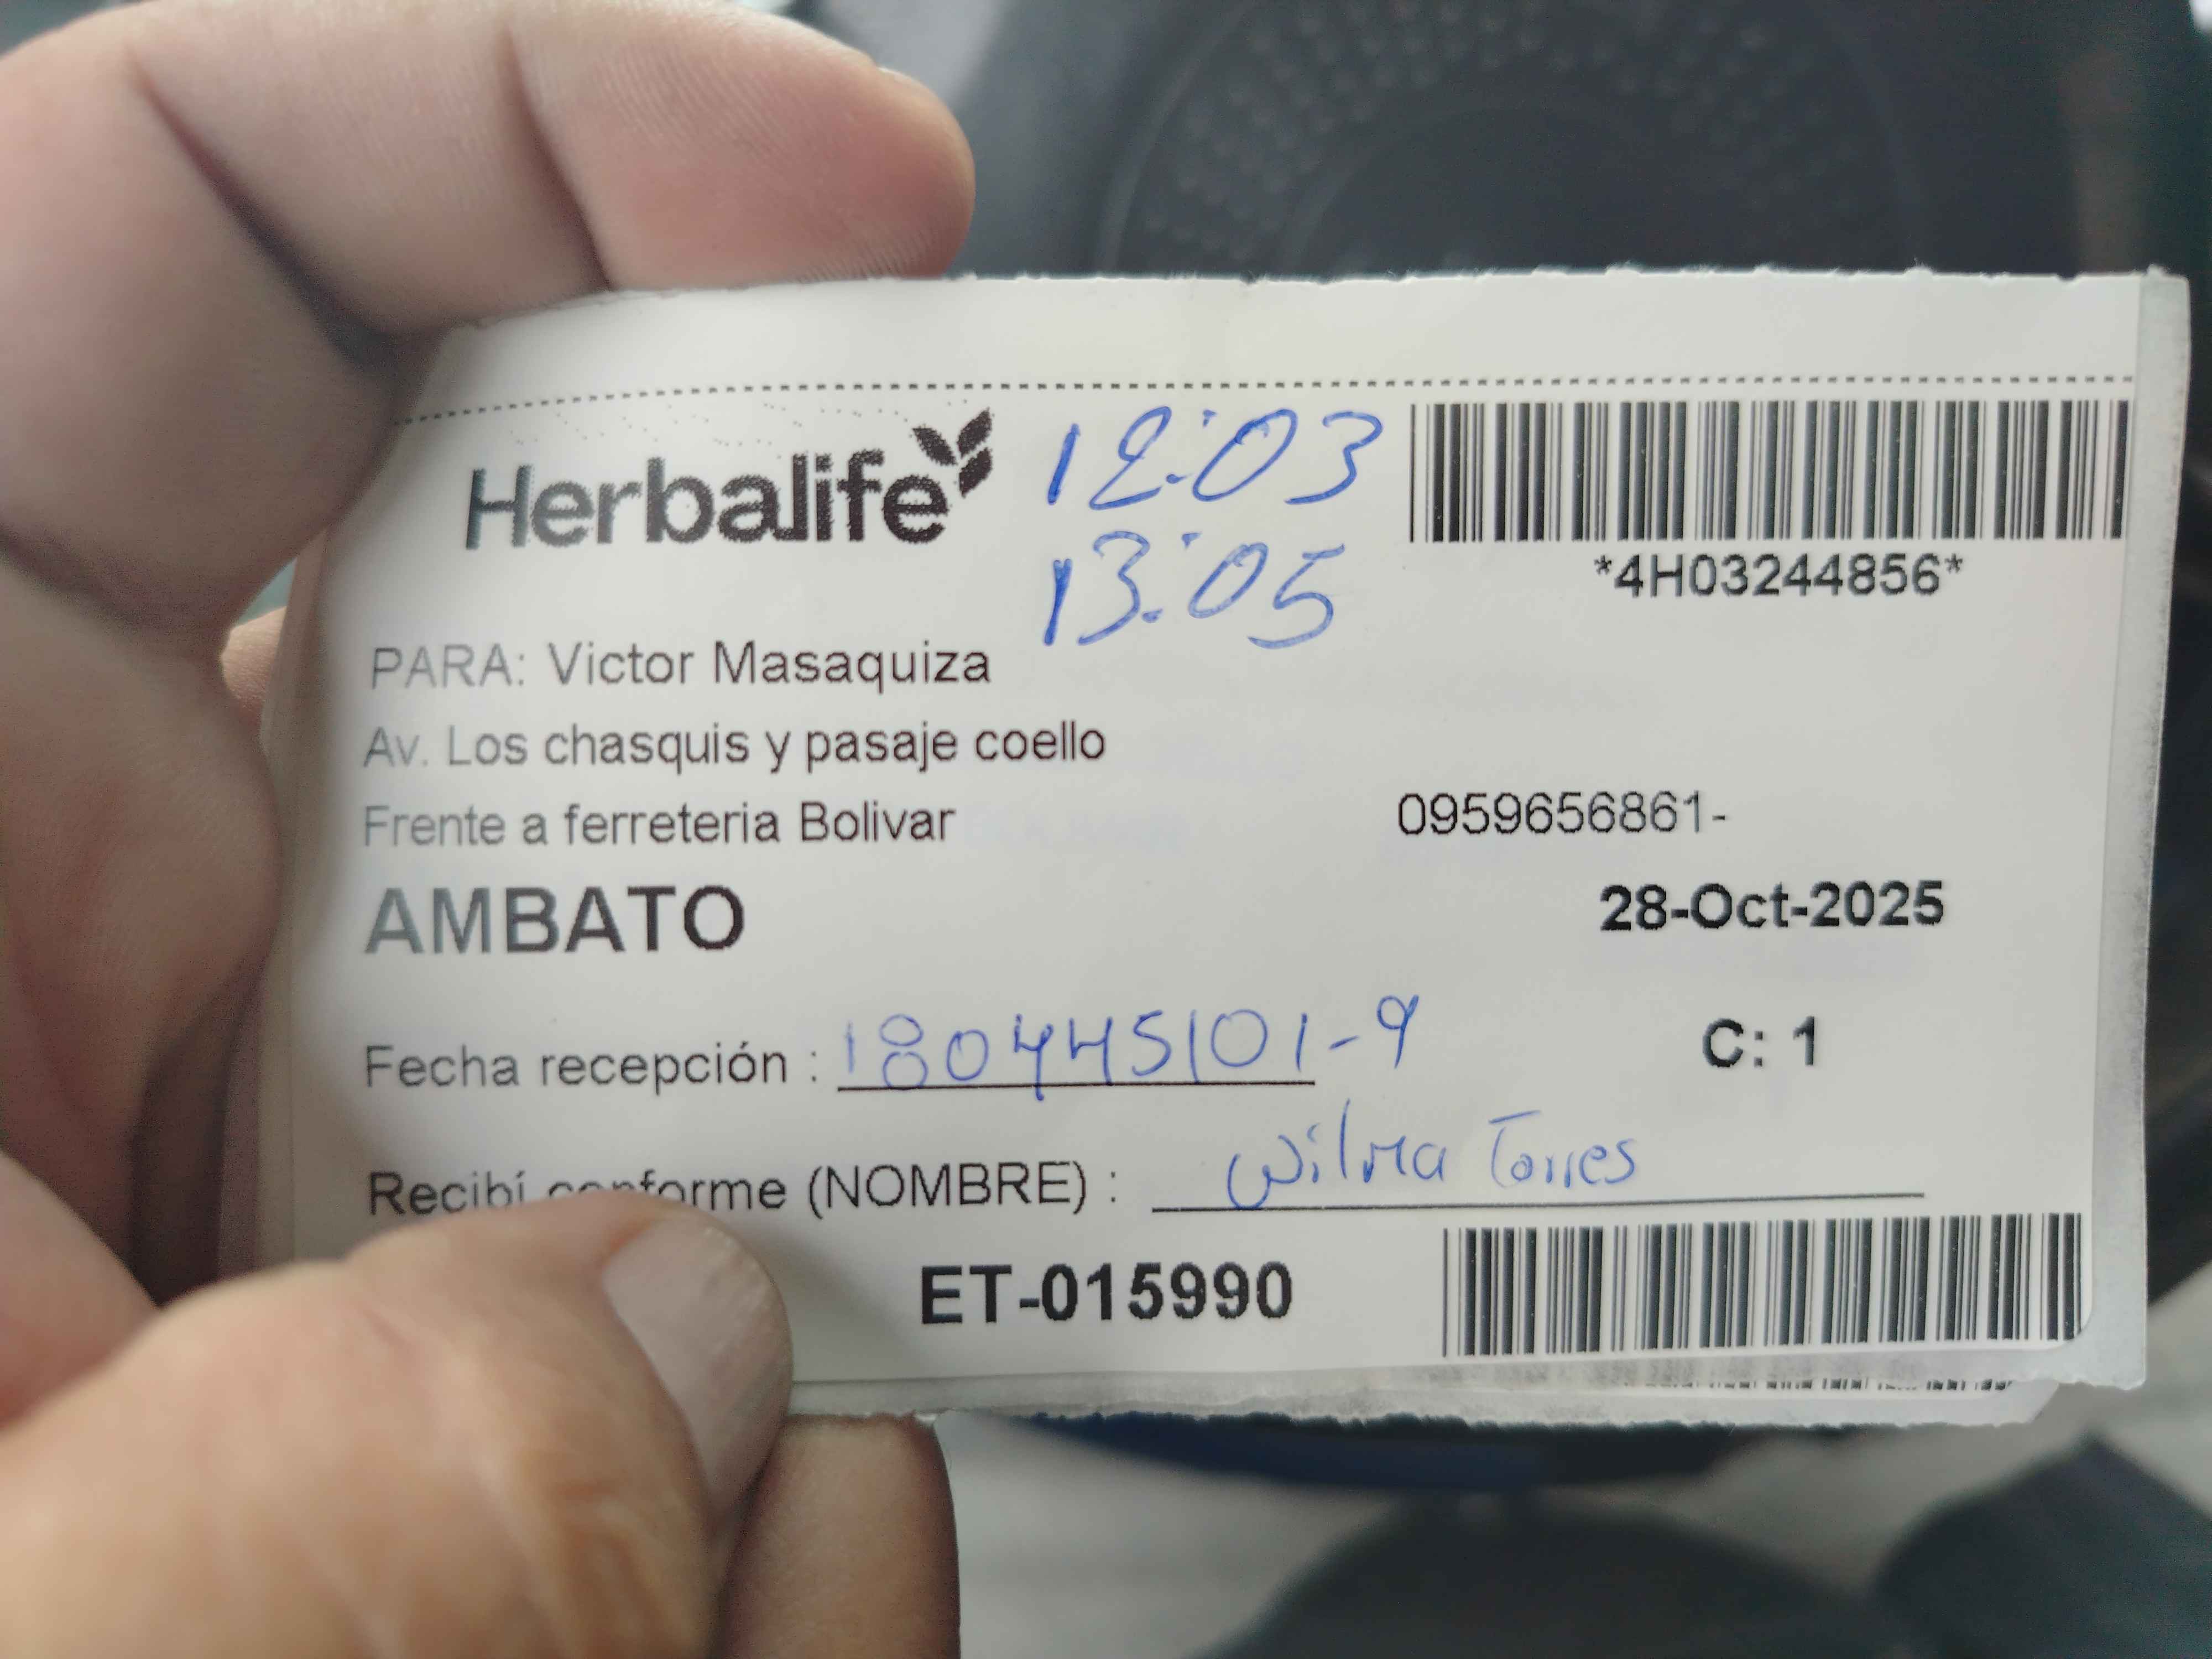 Herbalife
12:03
13:05
*4H03244856*
PARA: Victor Masaquiza
Av. Los chasquis y pasaje coello
Frente a ferreteria Bolivar
0959656861-
AMBATO
28-Oct-2025
Fecha recepción : 180445101-9
C: 1
Recibí conforme (NOMBRE) : Wilma Torres
ET-015990